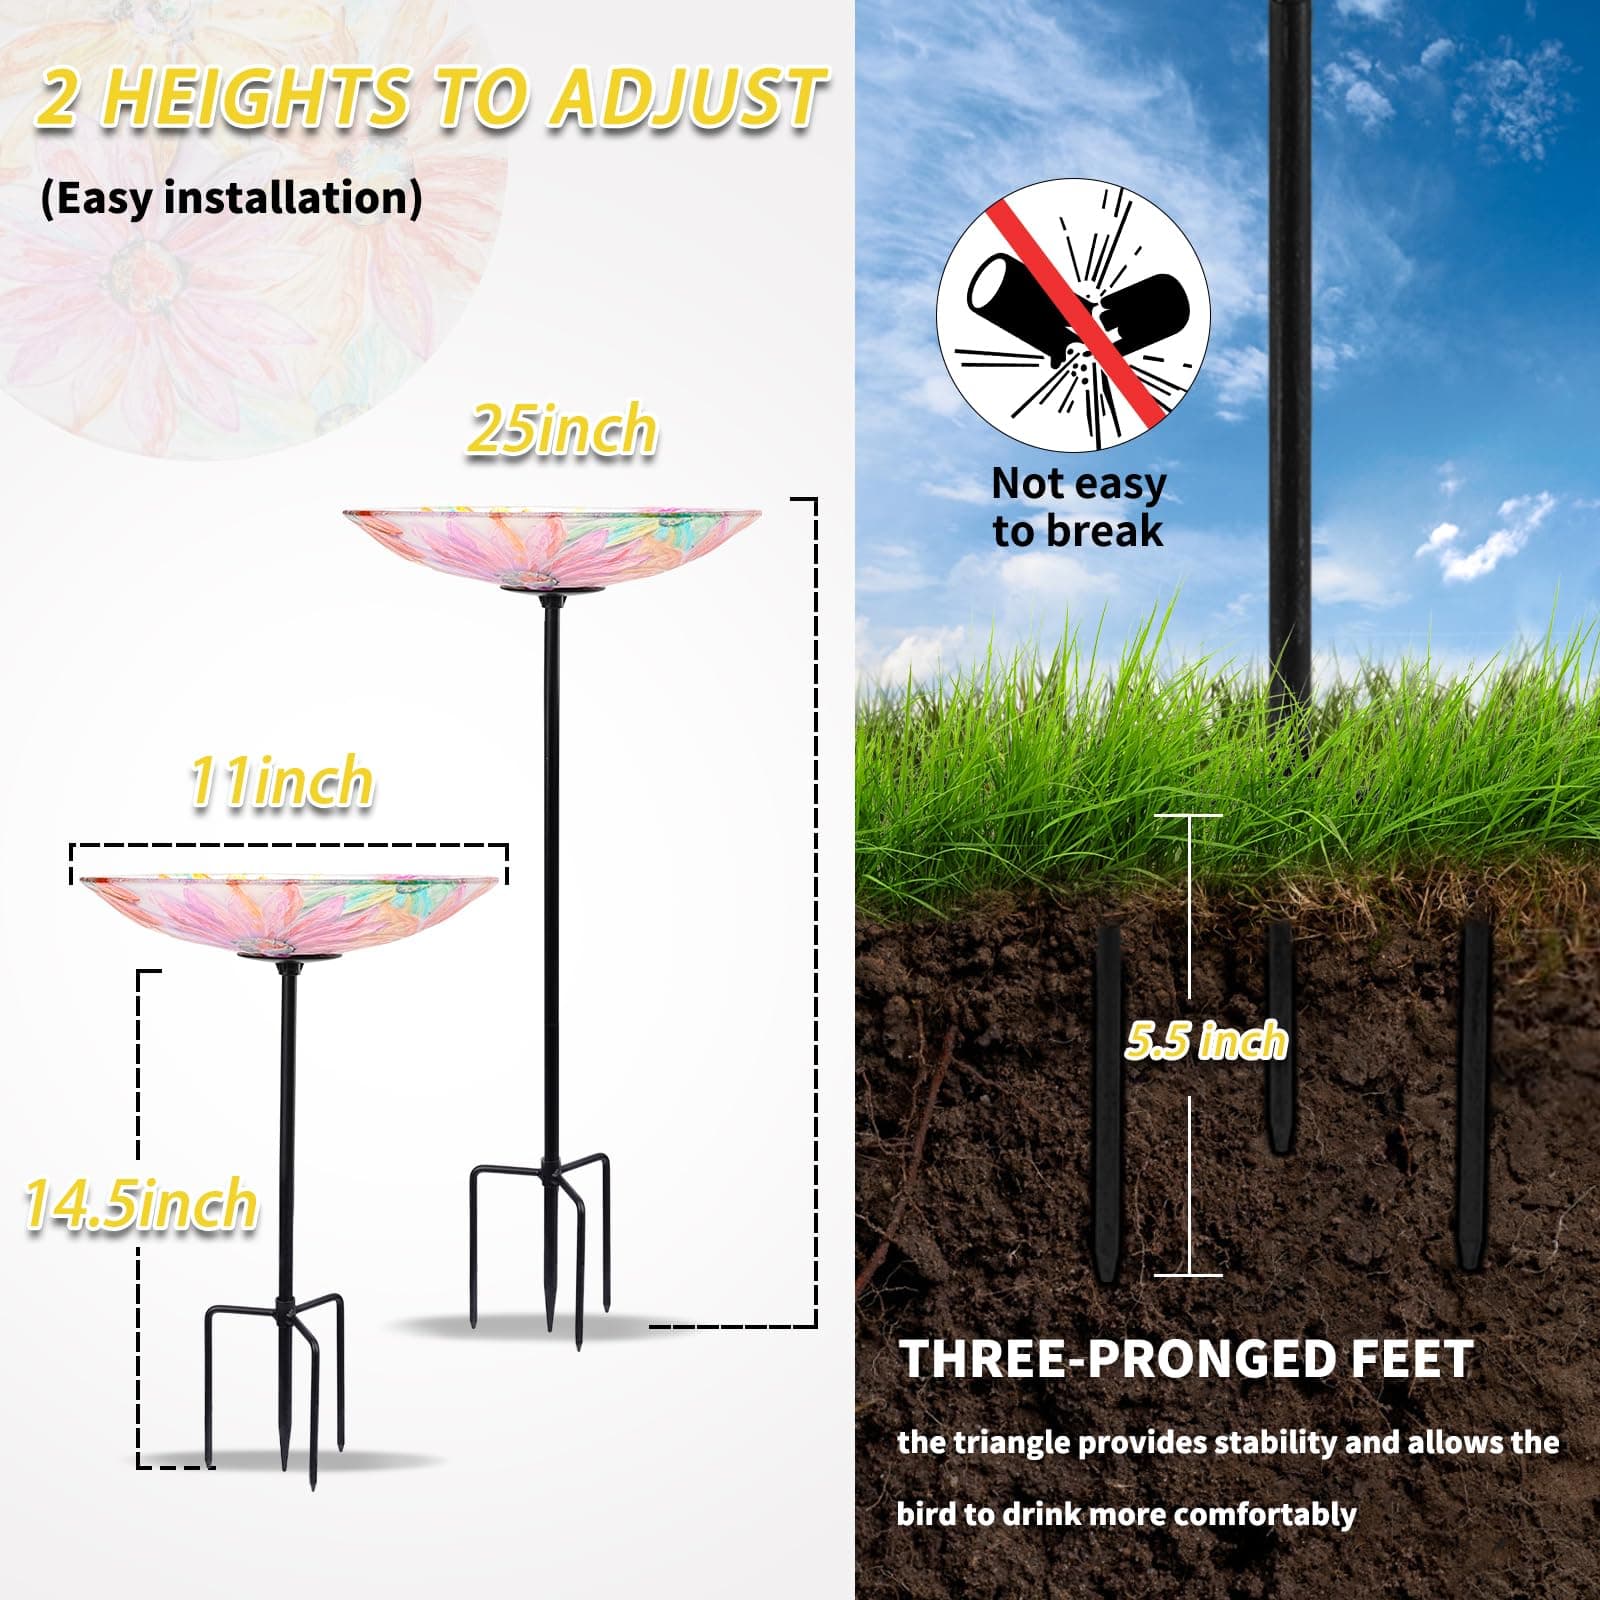 2 HEIGHTS TO ADJUST
(Easy installation)
25inch
11inch
14.5inch
Not easy
to break
5.5 inch
THREE-PRONGED FEET
the triangle provides stability and allows the
bird to drink more comfortably